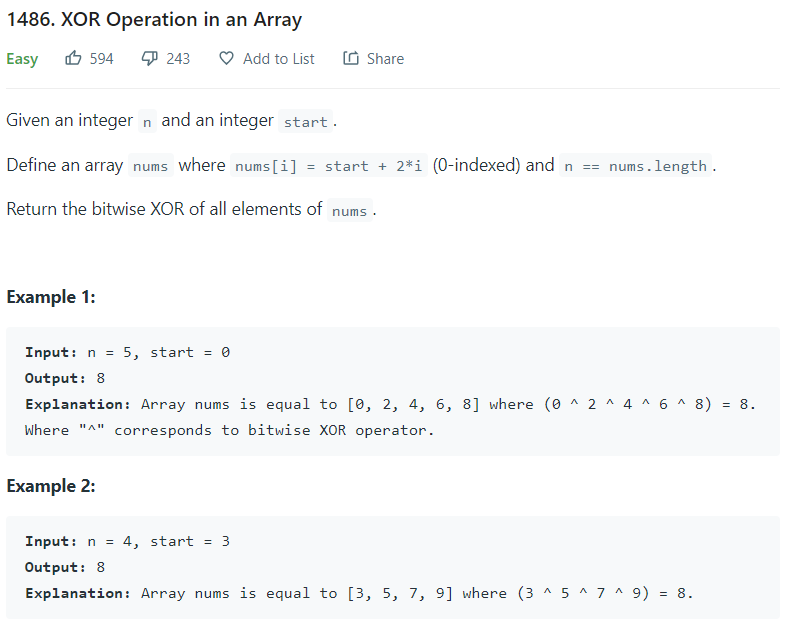 1486. XOR Operation in an Array
Easy 594 243 Add to List Share
Given an integer n and an integer start.
Define an array nums where nums[i] = start + 2*i (0-indexed) and n == nums.length.
Return the bitwise XOR of all elements of nums.
Example 1:
Input: n = 5, start = 0
Output: 8
Explanation: Array nums is equal to [0, 2, 4, 6, 8] where (0 ^ 2 ^ 4 ^ 6 ^ 8) = 8.
Where "^" corresponds to bitwise XOR operator.
Example 2:
Input: n = 4, start = 3
Output: 8
Explanation: Array nums is equal to [3, 5, 7, 9] where (3 ^ 5 ^ 7 ^ 9) = 8.